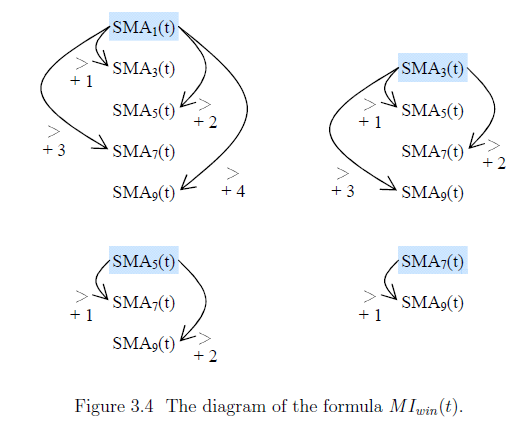 SMA₁(t)
>
+ 1
SMA₃(t)
SMA₅(t)
>
+ 2
>
+ 3
SMA₇(t)
SMA₉(t)
>
+ 4
SMA₃(t)
>
+ 1
SMA₅(t)
SMA₇(t)
>
+ 2
>
+ 3
SMA₉(t)
SMA₅(t)
>
+ 1
SMA₇(t)
SMA₉(t)
>
+ 2
SMA₇(t)
>
+ 1
SMA₉(t)
Figure 3.4 The diagram of the formula MI_win(t).